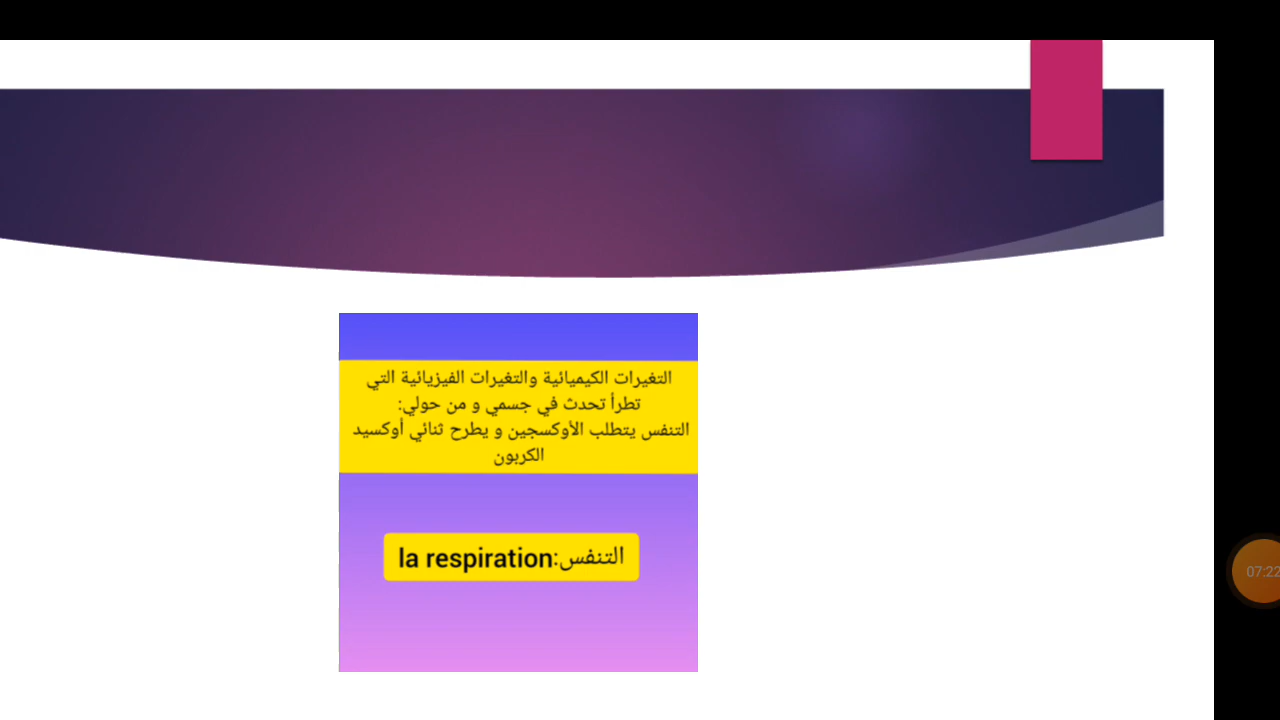 التغيرات الكيميائية والتغيرات الفيزيائية التي
تطرأ تحدث في جسمي و من حولي:
التنفس يتطلب الأوكسجين و يطرح ثنائي أوكسيد
الكربون
التنفس:la respiration
07:22